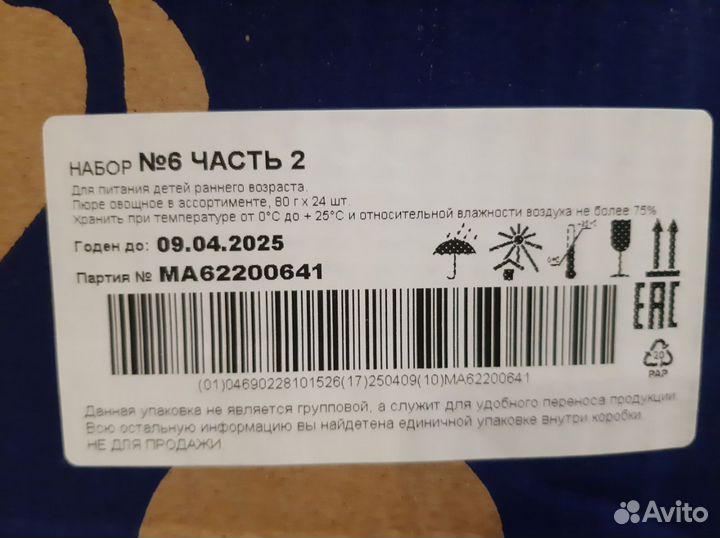 НАБОР №6 ЧАСТЬ 2
Для питания детей раннего возраста.
Пюре овощное в ассортименте, 80 г х 24 шт.
Хранить при температуре от 0°С до + 25°С и относительной влажности воздуха не более 75%
Годен до: 09.04.2025
Партия № МА62200641
+25°C
0°C
EAC
20
PAP
(01)04690228101526(17)250409(10)MA62200641
Данная упаковка не является групповой, а служит для удобного переноса продукции.
Всю остальную информацию вы найдете на единичной упаковке внутри коробки.
НЕ ДЛЯ ПРОДАЖИ
Avito